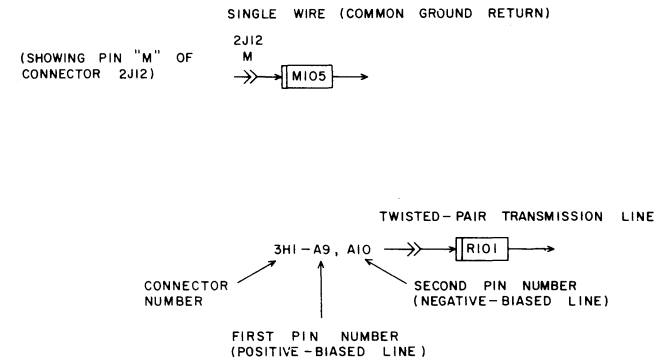 SINGLE WIRE (COMMON GROUND RETURN)
(SHOWING PIN "M" OF
CONNECTOR 2J12)
2J12
M
M105
TWISTED-PAIR TRANSMISSION LINE
3H1-A9, A10
R101
CONNECTOR
NUMBER
SECOND PIN NUMBER
(NEGATIVE-BIASED LINE)
FIRST PIN NUMBER
(POSITIVE-BIASED LINE)